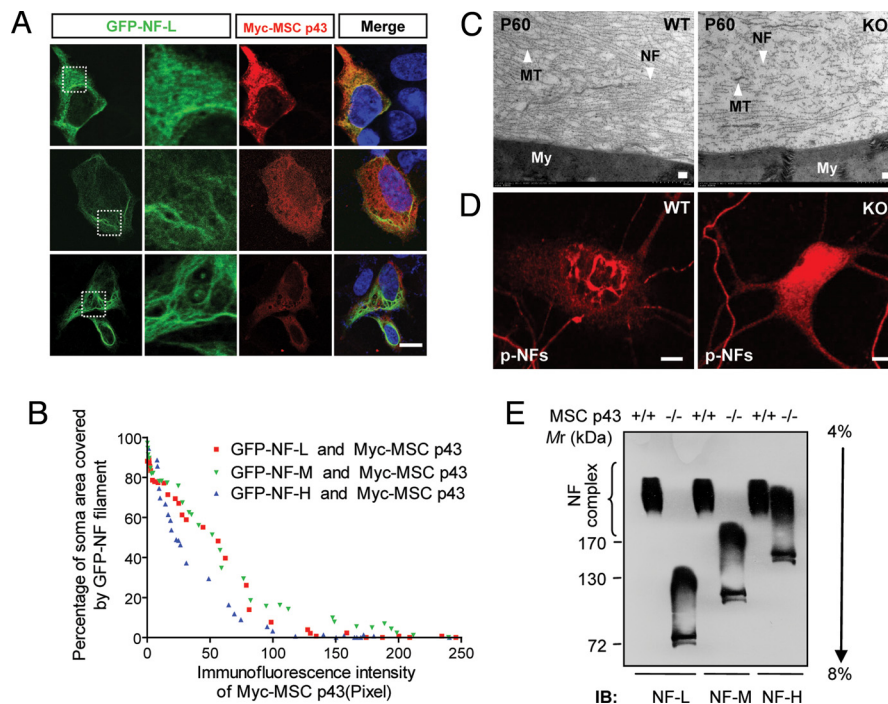 A
GFP-NF-L Myc-MSC p43 Merge
B
Percentage of soma area covered
by GFP-NF filament
100
80
60
40
20
0
GFP-NF-L and Myc-MSC p43
GFP-NF-M and Myc-MSC p43
GFP-NF-H and Myc-MSC p43
0 50 100 150 200 250
Immunofluorescence intensity
of Myc-MSC p43(Pixel)
C
P60 WT
MT NF
My
P60 NF KO
MT
My
D
WT
p-NFs
KO
p-NFs
E
MSC p43 +/+ -/- +/+ -/- +/+ -/-
Mr (kDa)
NF
complex
170
130
72
4%
8%
IB: NF-L NF-M NF-H